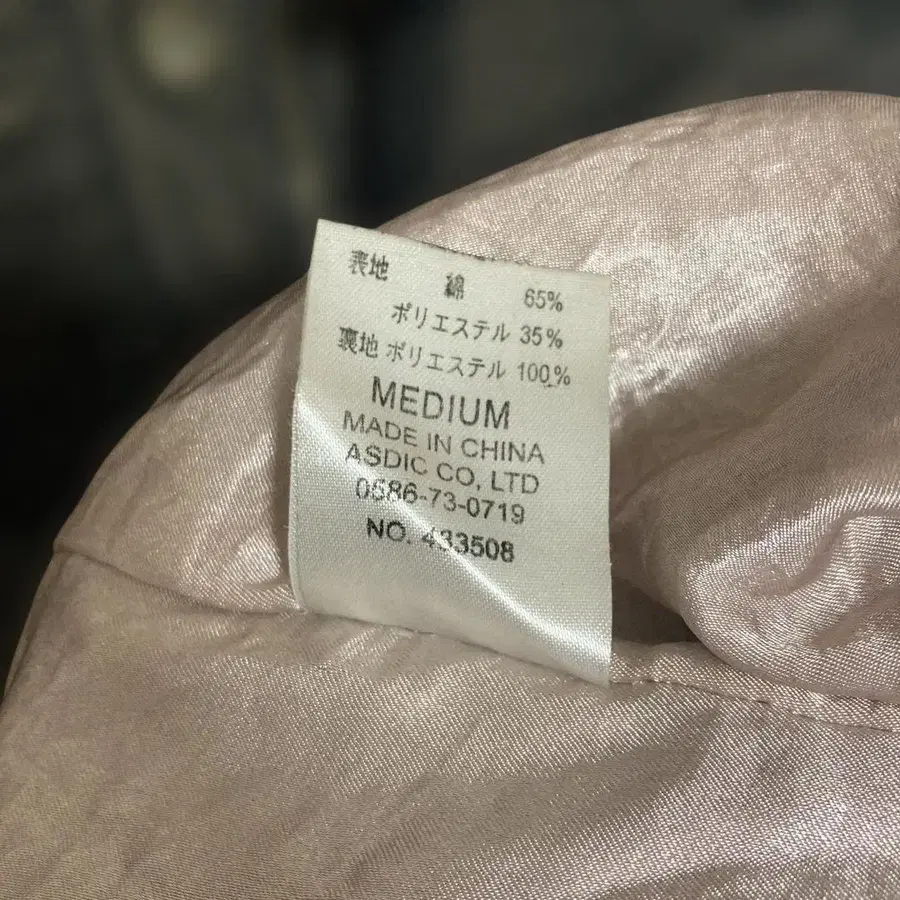 表地 綿 65%
ポリエステル 35%
裏地 ポリエステル 100%
MEDIUM
MADE IN CHINA
ASDIC CO, LTD
0586-73-0719
NO. 433508